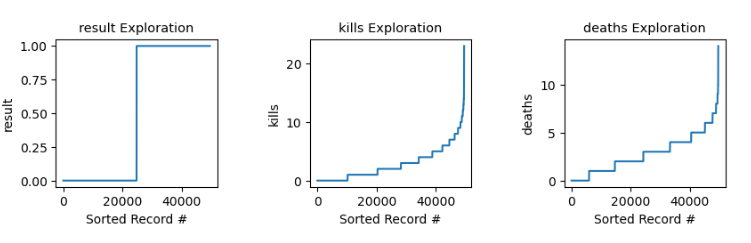 result Exploration
1.00
0.75
0.50
0.25
0.00
result
0 20000 40000
Sorted Record #
kills Exploration
20
10
0
kills
0 20000 40000
Sorted Record #
deaths Exploration
10
5
0
deaths
0 20000 40000
Sorted Record #